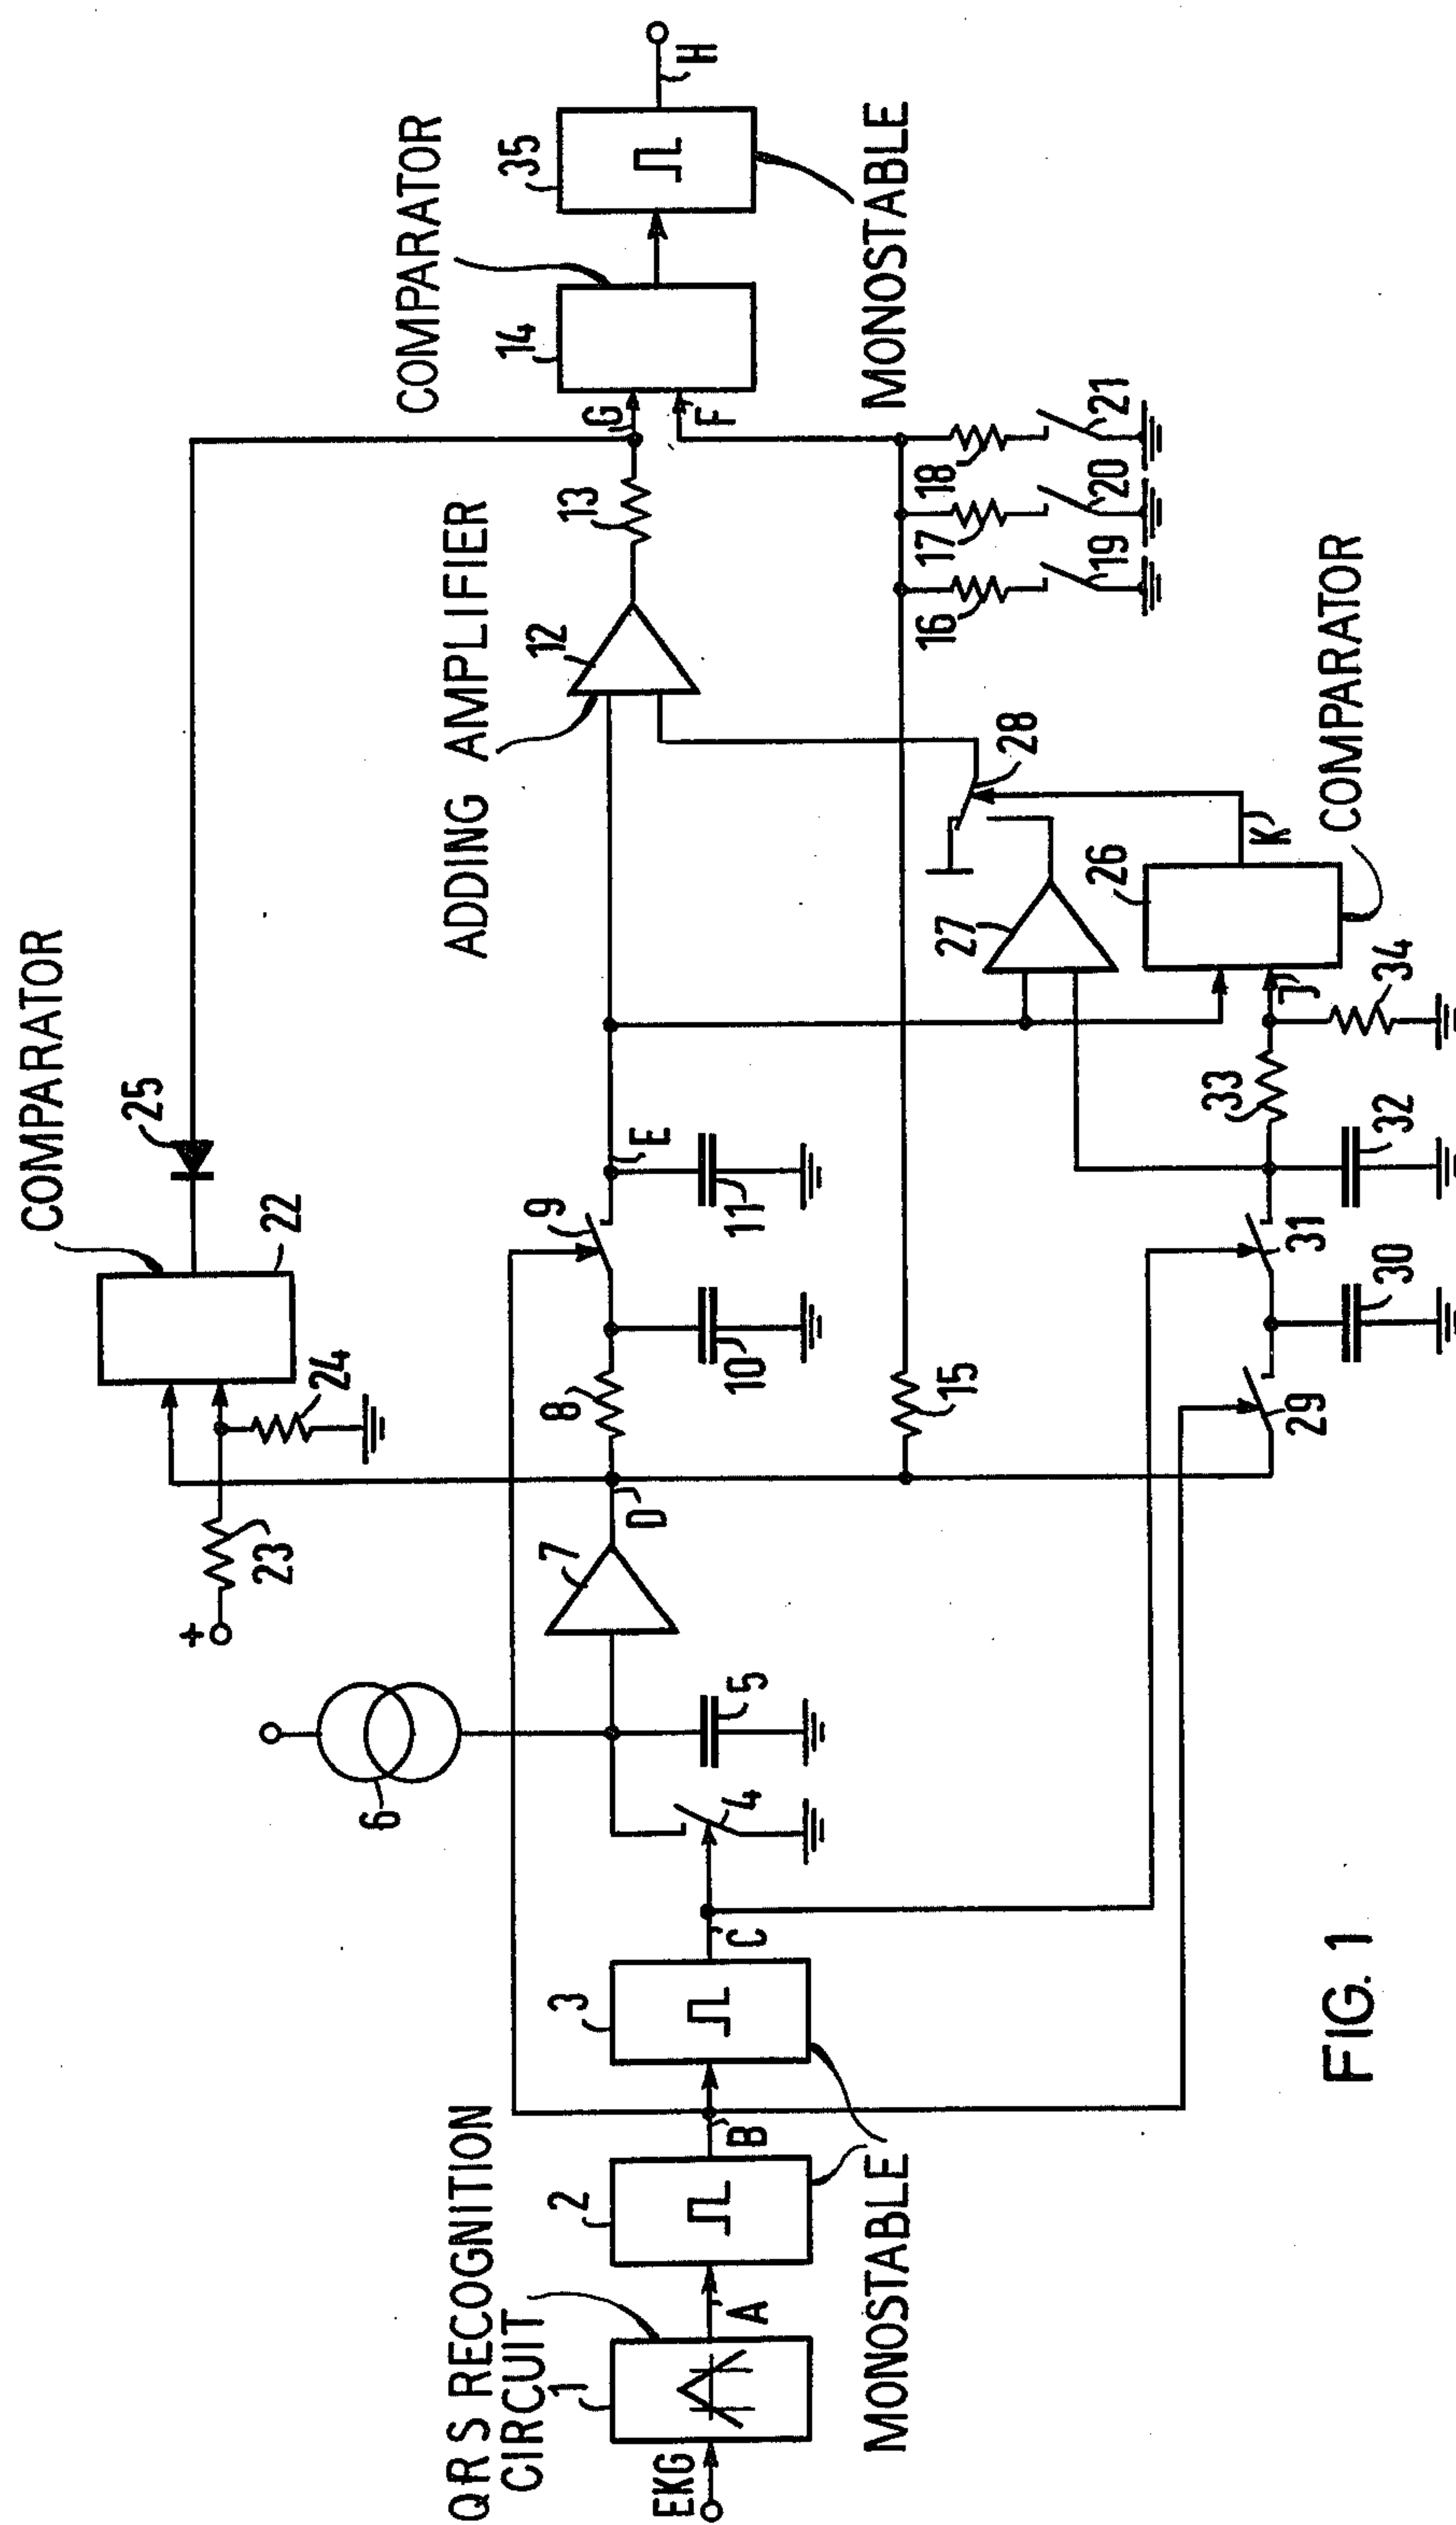 COMPARATOR
22
25
+
23
24
6
QRS RECOGNITION
CIRCUIT
ADDING AMPLIFIER
COMPARATOR
EKG
1
A
2
B
3
C
4
5
7
D
8
9
10
E
11
12
13
G
F
14
35
H
MONOSTABLE
MONOSTABLE
15
16
17
18
19
20
21
27
28
26
K
COMPARATOR
29
30
31
32
33
J
34
FIG. 1